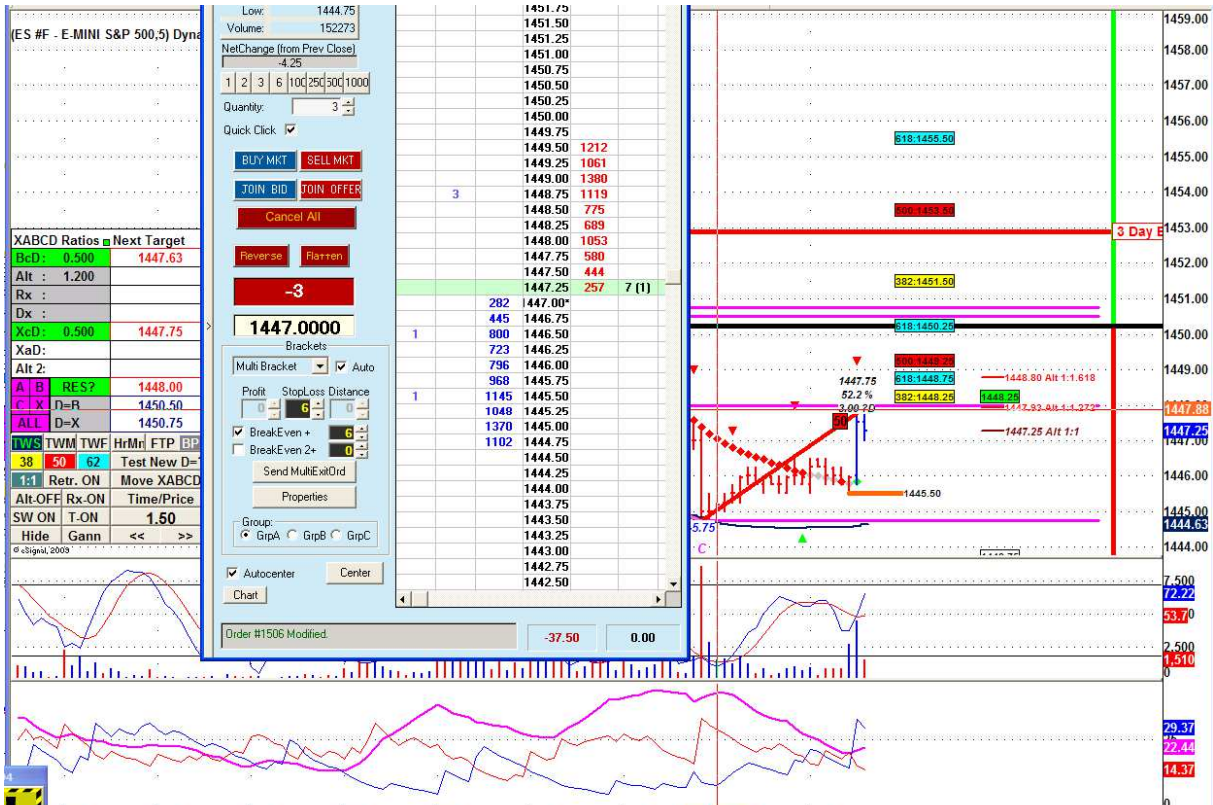 (ES #F - E-MINI S&P 500,5) Dyna
XABCD Ratios Next Target
BcD: 0.500 1447.63
Alt : 1.200
Rx :
Dx :
XcD: 0.500 1447.75
XaD:
Alt 2:
A B RES? 1448.00
C X D=B 1450.50
ALL D=X 1450.75
TWS TWM TWF HrMn FTP BP
38 50 62 Test New D=
1:1 Retr. ON Move XABCD
Alt-OFF Rx-ON Time/Price
SW ON T-ON 1.50
Hide Gann << >>
© eSignal, 2009
Low: 1444.75
Volume: 152273
NetChange (from Prev Close)
-4.25
1 2 3 6 100 250 500 1000
Quantity: 3
Quick Click
BUY MKT SELL MKT
JOIN BID JOIN OFFER
Cancel All
Reverse Flatten
-3
1447.0000
Brackets
Multi Bracket Auto
Profit StopLoss Distance
0 6 0
BreakEven + 6
BreakEven 2+ 0
Send MultiExitOrd
Properties
Group:
GrpA GrpB GrpC
Autocenter Center
Chart
Order #1506 Modified. -37.50 0.00
1451.75
1451.50
1451.25
1451.00
1450.75
1450.50
1450.25
1450.00
1449.75
1449.50 1212
1449.25 1061
1449.00 1380
3 1448.75 1119
1448.50 775
1448.25 689
1448.00 1053
1447.75 580
1447.50 444
1447.25 257 7 (1)
282 1447.00*
445 1446.75
1 800 1446.50
723 1446.25
796 1446.00
968 1445.75
1 1145 1445.50
1048 1445.25
1370 1445.00
1102 1444.75
1444.50
1444.25
1444.00
1443.75
1443.50
1443.25
1443.00
1442.75
1442.50
618:1455.50
500:1453.50
3 Day
382:1451.50
618:1450.25
500:1449.25
618:1448.75
382:1448.25
1447.75
52.2 %
3.00 ?D
50
1448.80 Alt 1:1.618
1448.25
1447.93 Alt 1:1.272
1447.25 Alt 1:1
1445.50
5.75
C
1459.00
1458.00
1457.00
1456.00
1455.00
1454.00
1453.00
1452.00
1451.00
1450.00
1449.00
1447.88
1447.25
1447.00
1446.00
1445.00
1444.63
1444.00
7,500
72.22
53.70
2,500
1,510
0
29.37
22.44
14.37
0